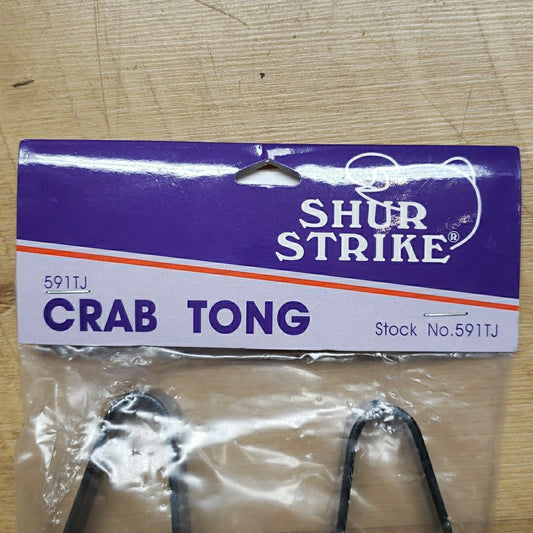 SHUR
STRIKE®
591TJ
CRAB TONG
Stock No.591TJ